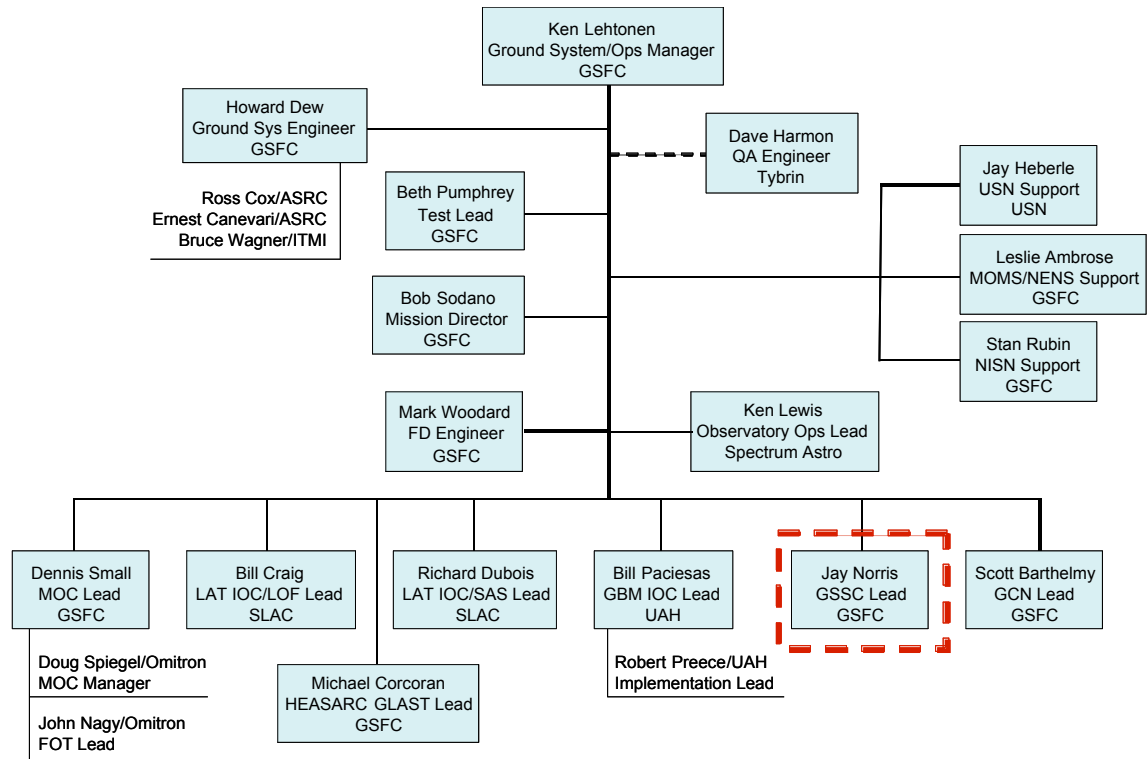 Ken Lehtonen
Ground System/Ops Manager
GSFC
Howard Dew
Ground Sys Engineer
GSFC
Ross Cox/ASRC
Ernest Canevari/ASRC
Bruce Wagner/ITMI
Dave Harmon
QA Engineer
Tybrin
Beth Pumphrey
Test Lead
GSFC
Jay Heberle
USN Support
USN
Leslie Ambrose
MOMS/NENS Support
GSFC
Bob Sodano
Mission Director
GSFC
Stan Rubin
NISN Support
GSFC
Mark Woodard
FD Engineer
GSFC
Ken Lewis
Observatory Ops Lead
Spectrum Astro
Dennis Small
MOC Lead
GSFC
Doug Spiegel/Omitron
MOC Manager
John Nagy/Omitron
FOT Lead
Bill Craig
LAT IOC/LOF Lead
SLAC
Michael Corcoran
HEASARC GLAST Lead
GSFC
Richard Dubois
LAT IOC/SAS Lead
SLAC
Bill Paciesas
GBM IOC Lead
UAH
Robert Preece/UAH
Implementation Lead
Jay Norris
GSSC Lead
GSFC
Scott Barthelmy
GCN Lead
GSFC